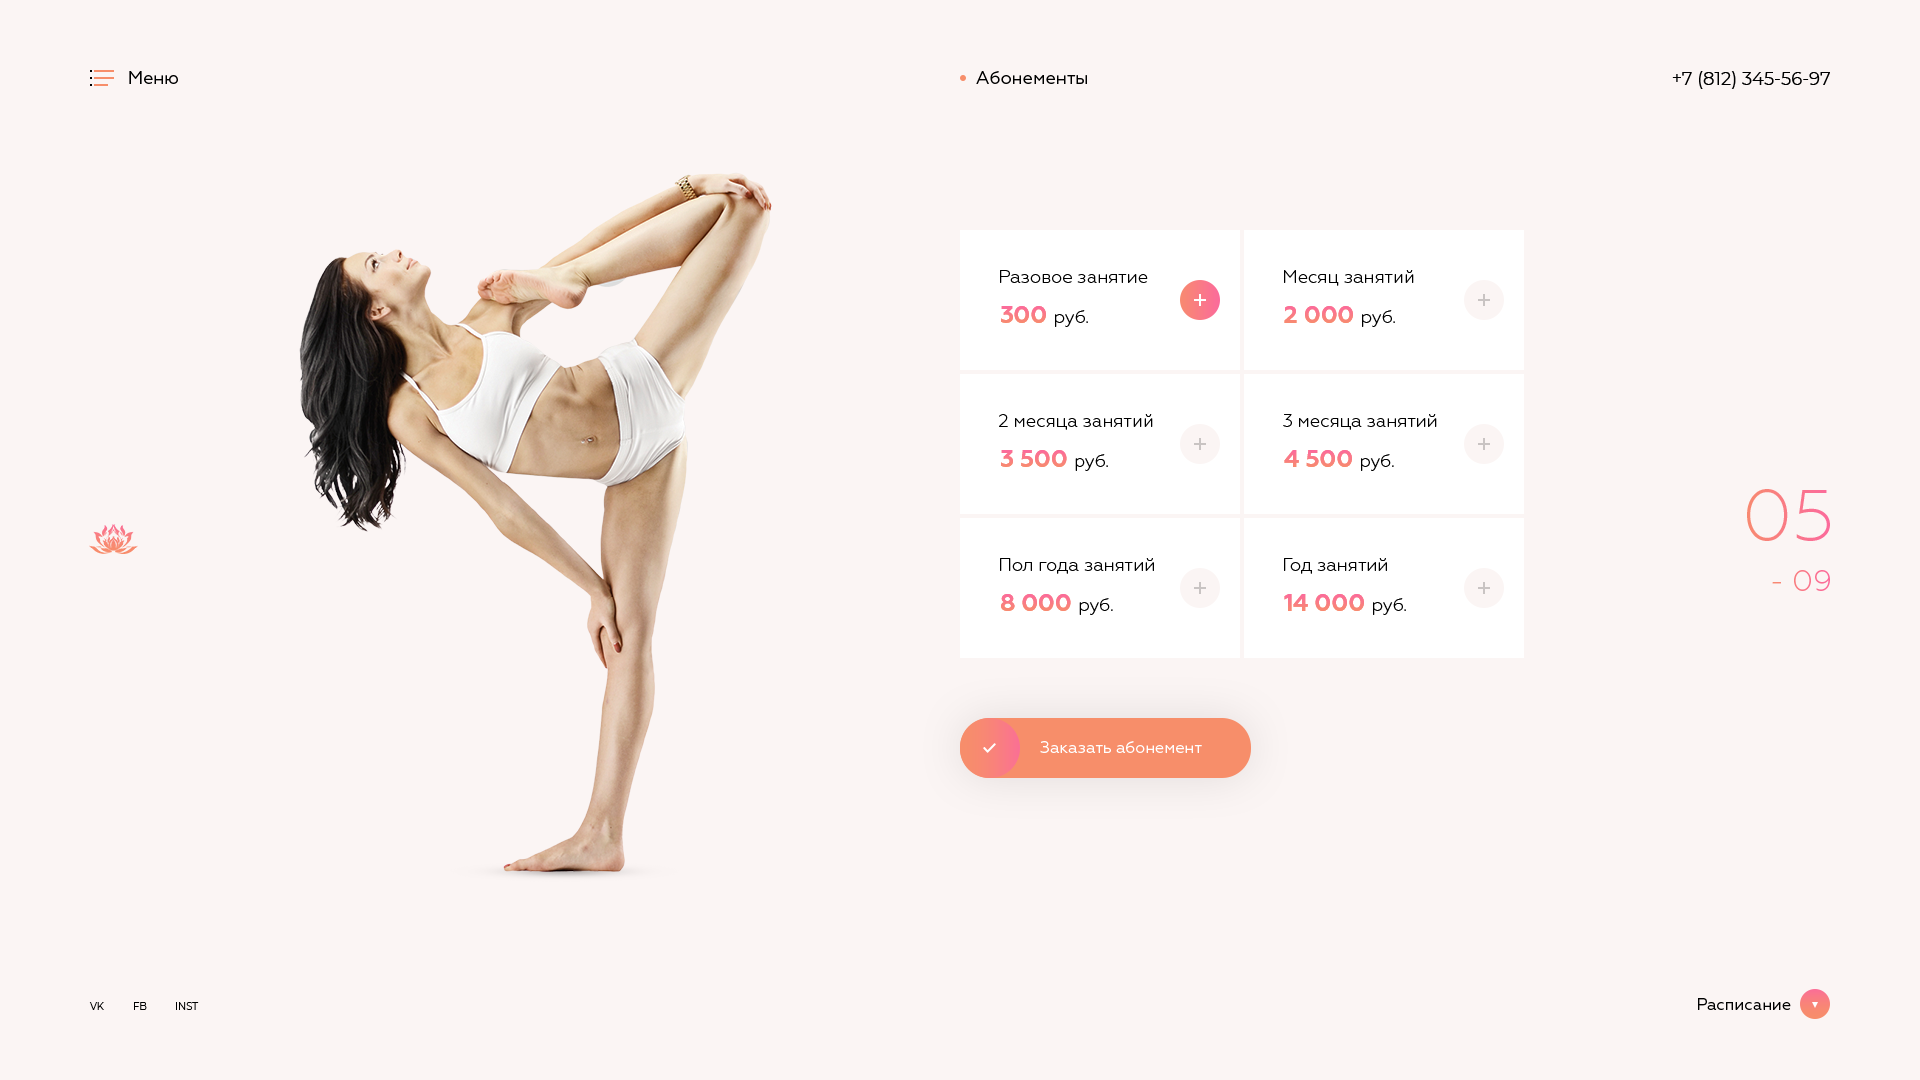 Меню
Абонементы
+7 (812) 345-56-97
Разовое занятие
300 руб.
Месяц занятий
2 000 руб.
2 месяца занятий
3 500 руб.
3 месяца занятий
4 500 руб.
Пол года занятий
8 000 руб.
Год занятий
14 000 руб.
Заказать абонемент
05
- 09
VK FB INST
Расписание